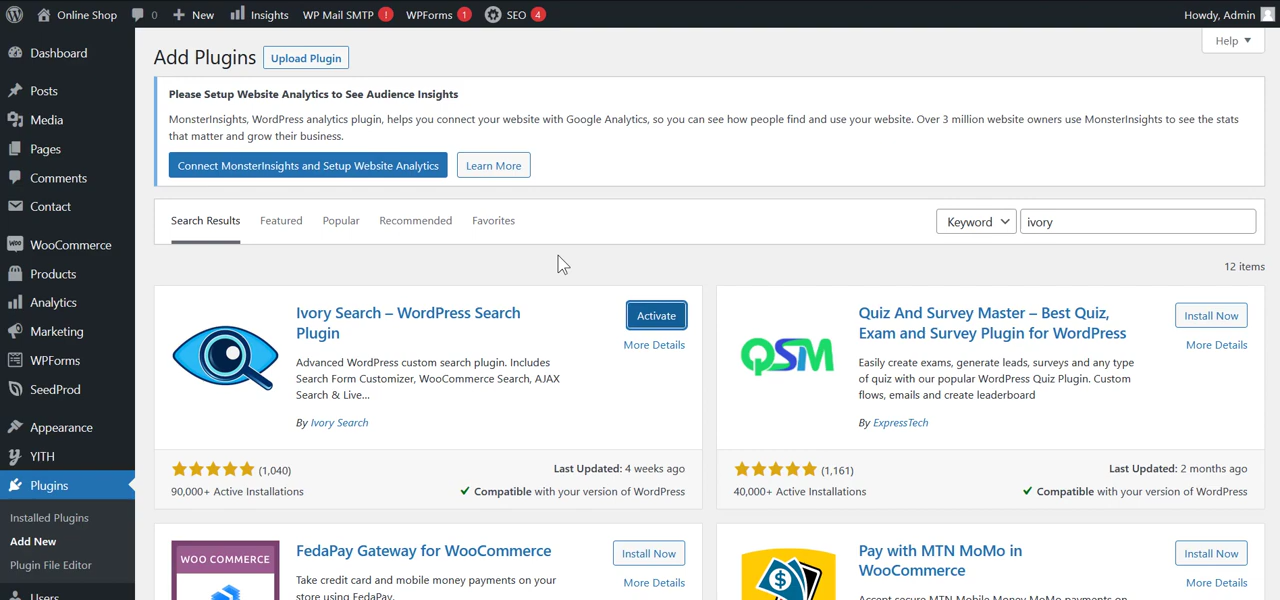 Online Shop 0 New Insights WP Mail SMTP ! WPForms 1 SEO 4 Howdy, Admin
Help
Dashboard
Posts
Media
Pages
Comments
Contact
WooCommerce
Products
Analytics
Marketing
WPForms
SeedProd
Appearance
YITH
Plugins
Installed Plugins
Add New
Plugin File Editor
Users
Add Plugins Upload Plugin
Please Setup Website Analytics to See Audience Insights
MonsterInsights, WordPress analytics plugin, helps you connect your website with Google Analytics, so you can see how people find and use your website. Over 3 million website owners use MonsterInsights to see the stats
that matter and grow their business.
Connect MonsterInsights and Setup Website Analytics Learn More
Search Results Featured Popular Recommended Favorites Keyword ivory
12 items
Ivory Search – WordPress Search
Plugin
Activate
More Details
Advanced WordPress custom search plugin. Includes
Search Form Customizer, WooCommerce Search, AJAX
Search & Live...
By Ivory Search
(1,040)
90,000+ Active Installations
Last Updated: 4 weeks ago
Compatible with your version of WordPress
QSM
Quiz And Survey Master – Best Quiz,
Exam and Survey Plugin for WordPress
Install Now
More Details
Easily create exams, generate leads, surveys and any type
of quiz with our popular WordPress Quiz Plugin. Custom
flows, emails and create leaderboard
By ExpressTech
(1,161)
40,000+ Active Installations
Last Updated: 2 months ago
Compatible with your version of WordPress
WOO COMMERCE
FedaPay Gateway for WooCommerce
Install Now
More Details
Take credit card and mobile money payments on your
store using FedaPay.
Pay with MTN MoMo in
WooCommerce
Install Now
More Details
Accept secure MTN Mobile Money MoMo payments on